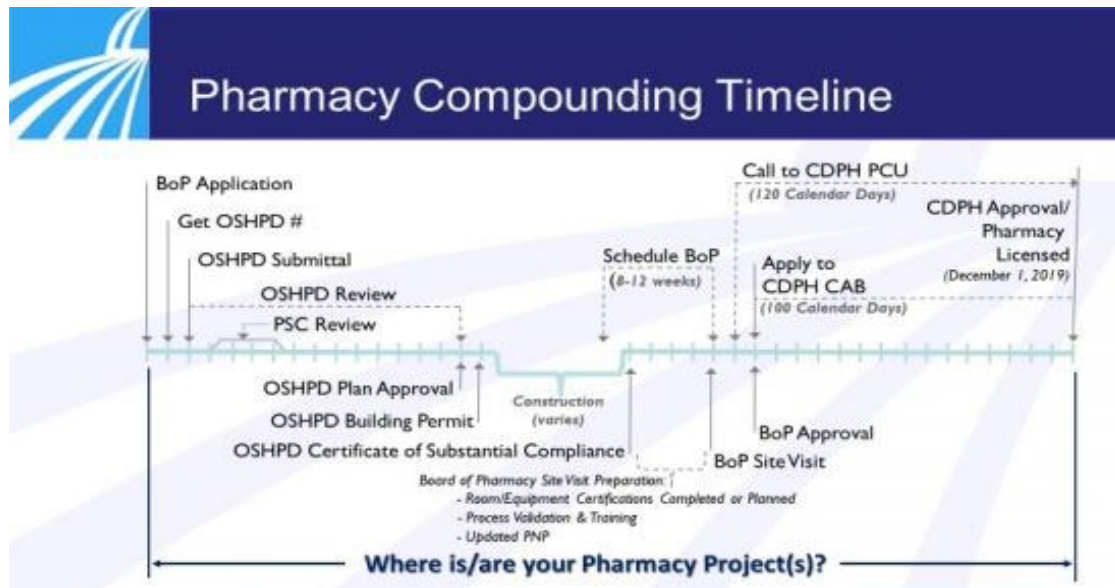 Pharmacy Compounding Timeline
BoP Application
Get OSHPD #
OSHPD Submittal
OSHPD Review
PSC Review
OSHPD Plan Approval
OSHPD Building Permit
OSHPD Certificate of Substantial Compliance
Construction
(varies)
Schedule BoP
(8-12 weeks)
Call to CDPH PCU
(120 Calendar Days)
Apply to
CDPH CAB
(100 Calendar Days)
CDPH Approval/
Pharmacy
Licensed
(December 1, 2019)
BoP Approval
BoP Site Visit
Board of Pharmacy Site Visit Preparation:
- Room/Equipment Certifications Completed or Planned
- Process Validation & Training
- Updated PNP
Where is/are your Pharmacy Project(s)?